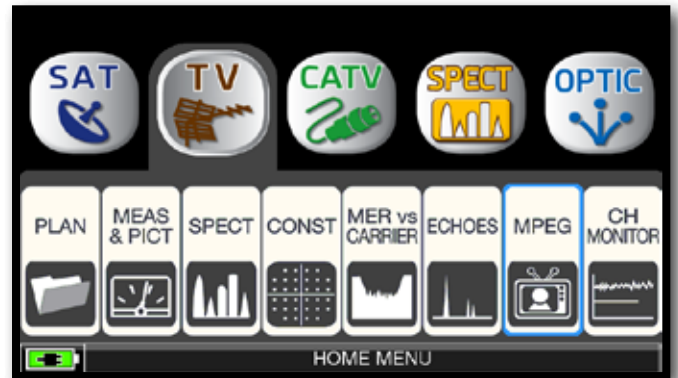 SAT
TV
CATV
SPECT
OPTIC
PLAN
MEAS
& PICT
SPECT
CONST
MER vs
CARRIER
ECHOES
MPEG
CH
MONITOR
HOME MENU